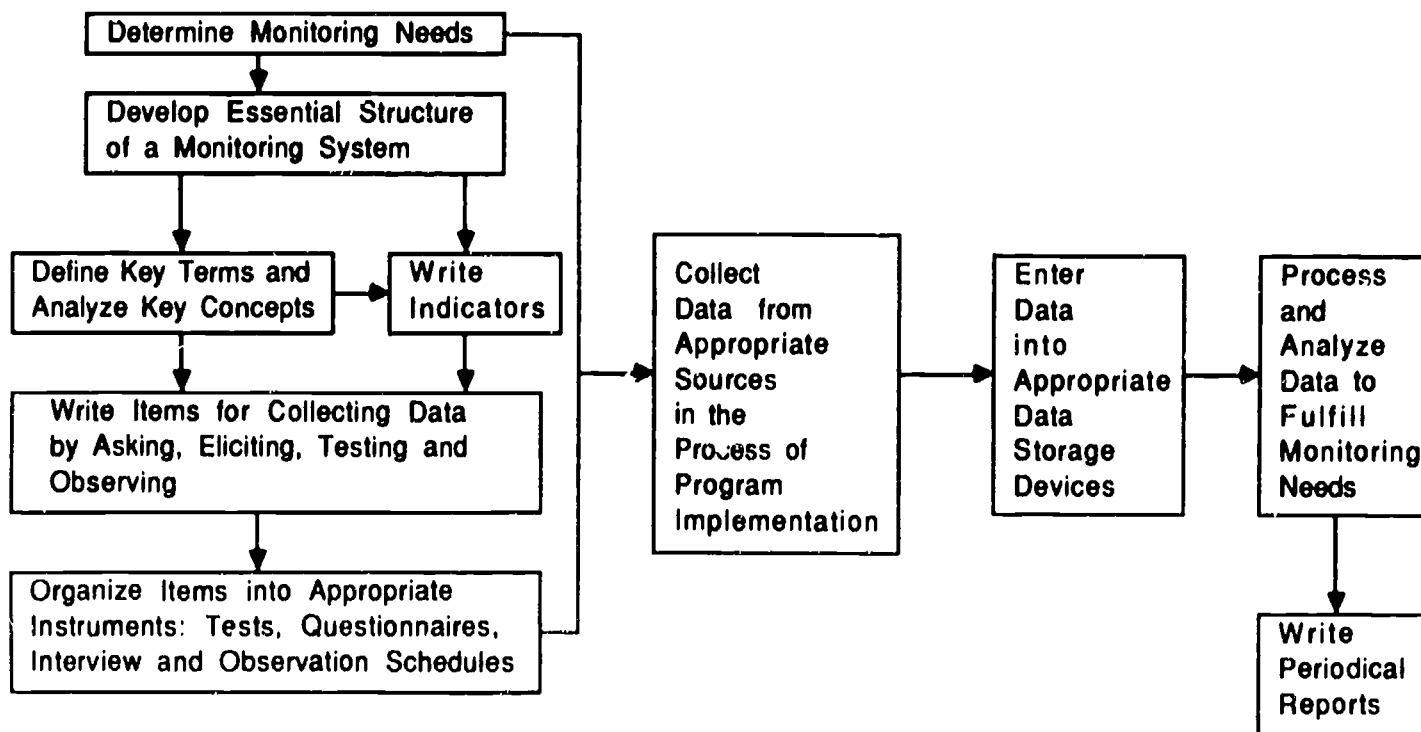 Determine Monitoring Needs
Develop Essential Structure
of a Monitoring System
Define Key Terms and
Analyze Key Concepts
Write
Indicators
Write Items for Collecting Data
by Asking, Eliciting, Testing and
Observing
Organize Items into Appropriate
Instruments: Tests, Questionnaires,
Interview and Observation Schedules
Collect
Data from
Appropriate
Sources
in the
Process of
Program
Implementation
Enter
Data
into
Appropriate
Data
Storage
Devices
Process
and
Analyze
Data to
Fulfill
Monitoring
Needs
Write
Periodical
Reports